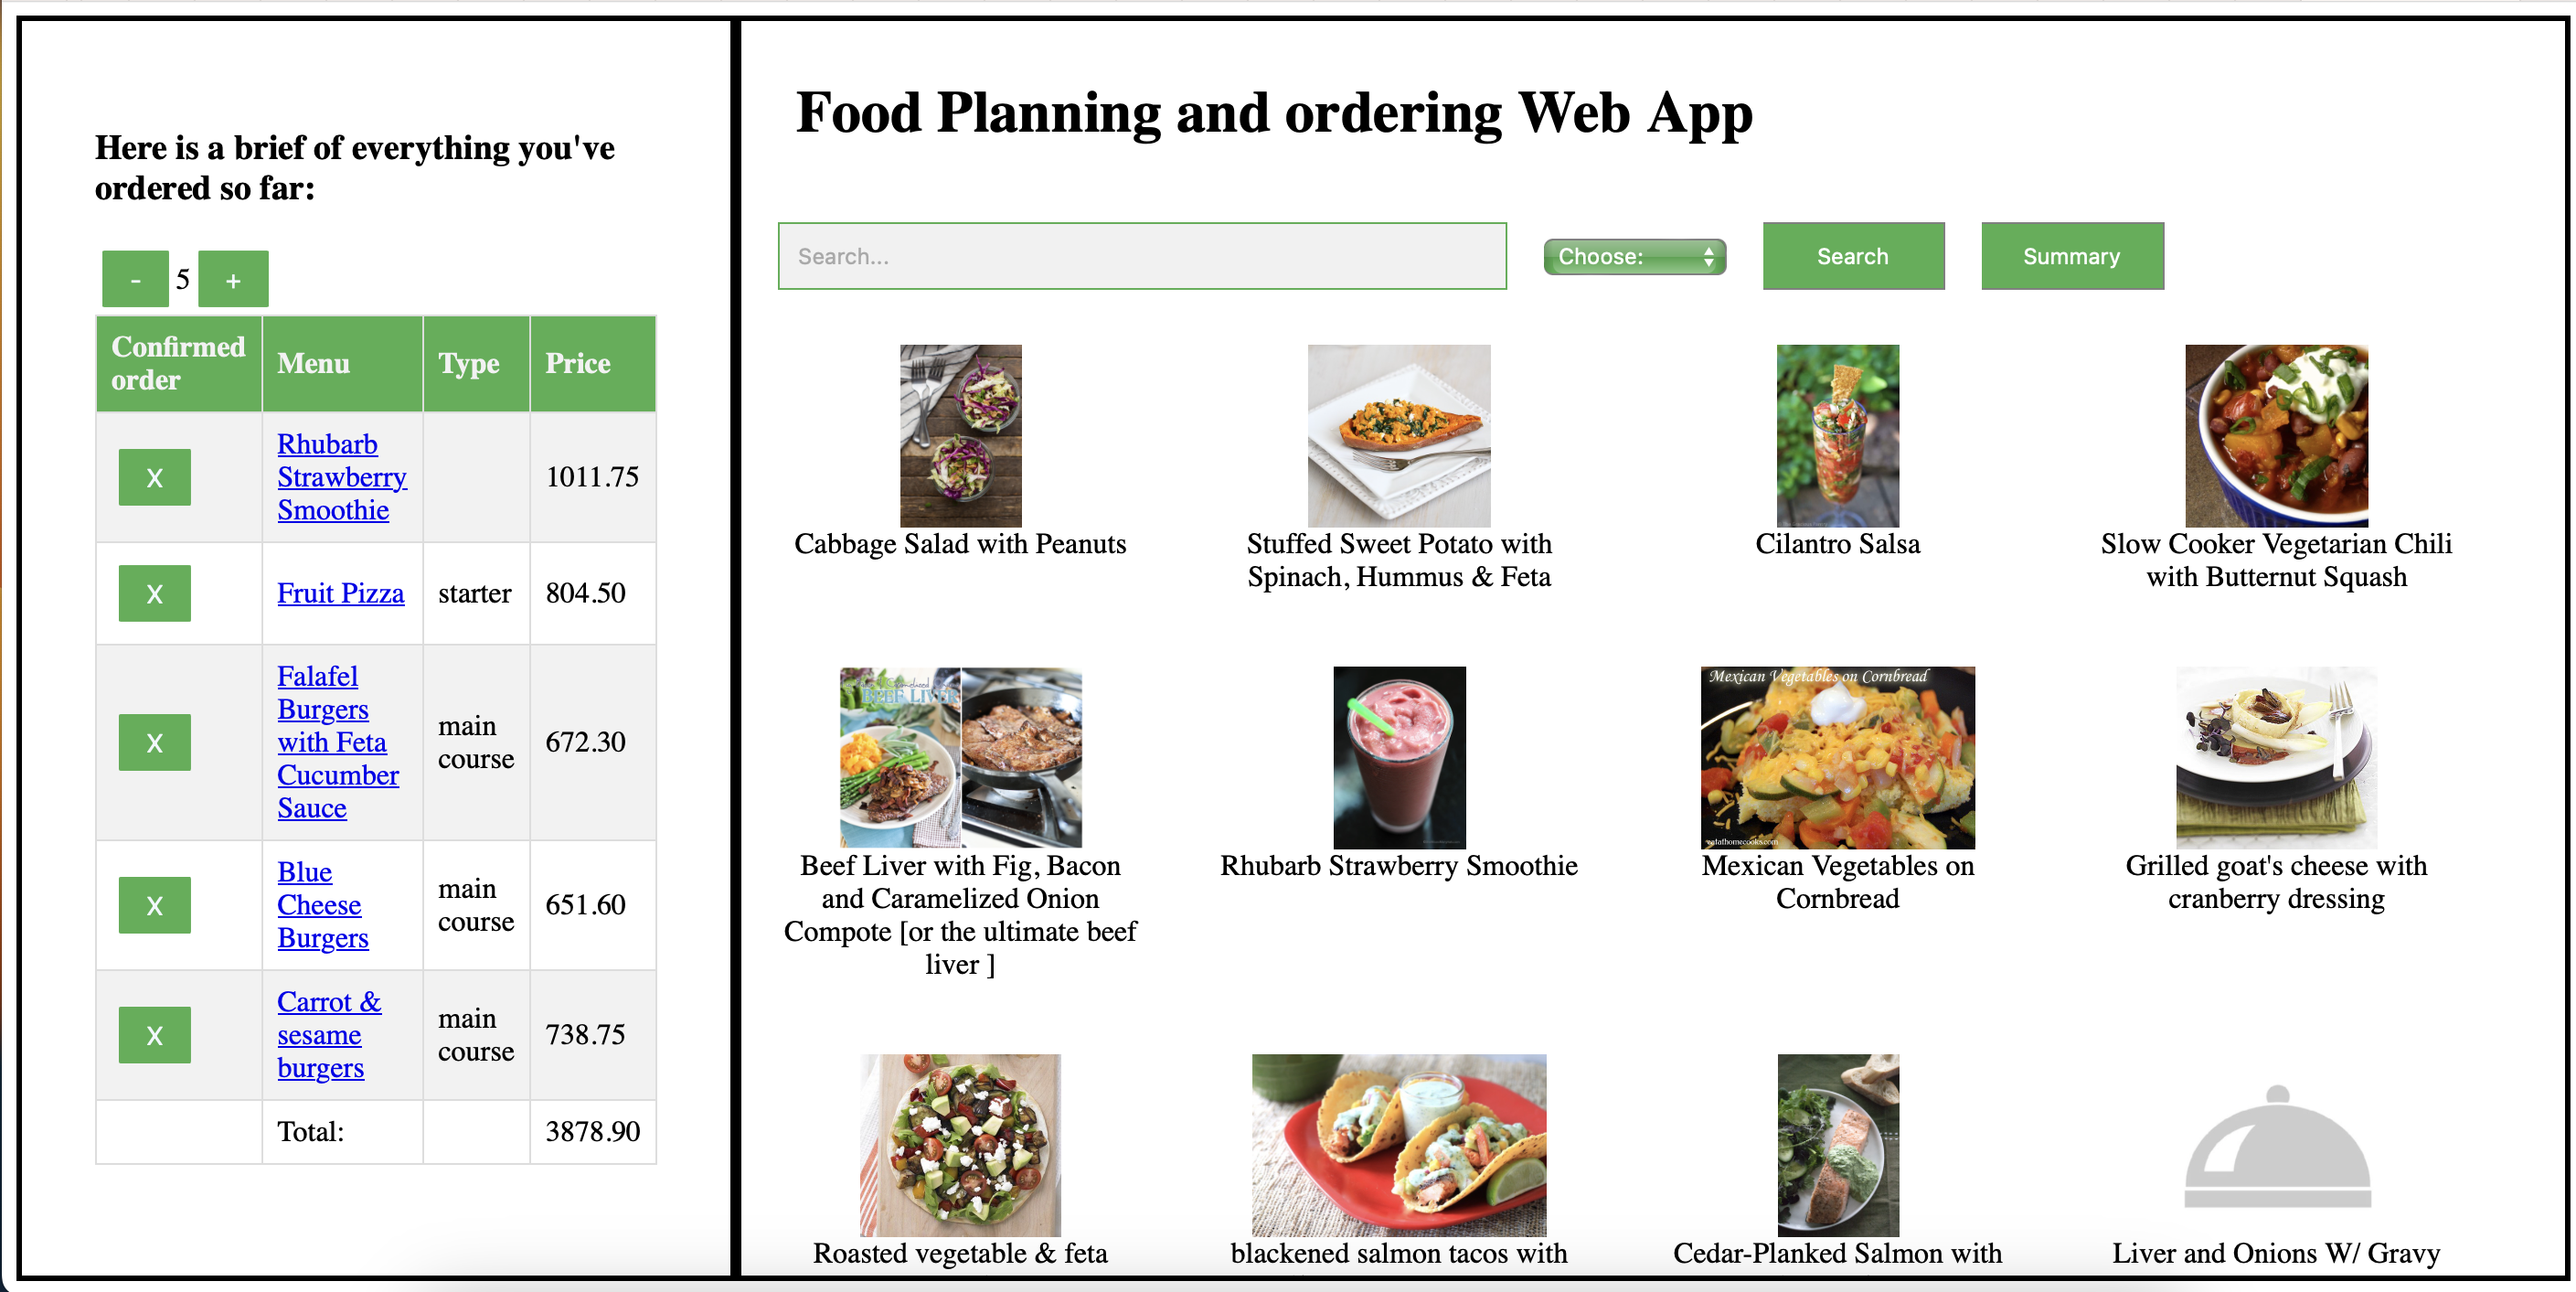 Here is a brief of everything you've
ordered so far:
- 5 +
Confirmed
order
Menu
Type
Price
X
Rhubarb
Strawberry
Smoothie
1011.75
X
Fruit Pizza
starter
804.50
X
Falafel
Burgers
with Feta
Cucumber
Sauce
main
course
672.30
X
Blue
Cheese
Burgers
main
course
651.60
X
Carrot &
sesame
burgers
main
course
738.75
Total:
3878.90
Food Planning and ordering Web App
Search...
Choose:
Search
Summary
Cabbage Salad with Peanuts
Stuffed Sweet Potato with
Spinach, Hummus & Feta
Cilantro Salsa
Slow Cooker Vegetarian Chili
with Butternut Squash
BEEF LIVER
Beef Liver with Fig, Bacon
and Caramelized Onion
Compote [or the ultimate beef
liver ]
Rhubarb Strawberry Smoothie
Mexican Vegetables on Cornbread
eatathomecooks.com
Mexican Vegetables on
Cornbread
Grilled goat's cheese with
cranberry dressing
Roasted vegetable & feta
blackened salmon tacos with
Cedar-Planked Salmon with
Liver and Onions W/ Gravy